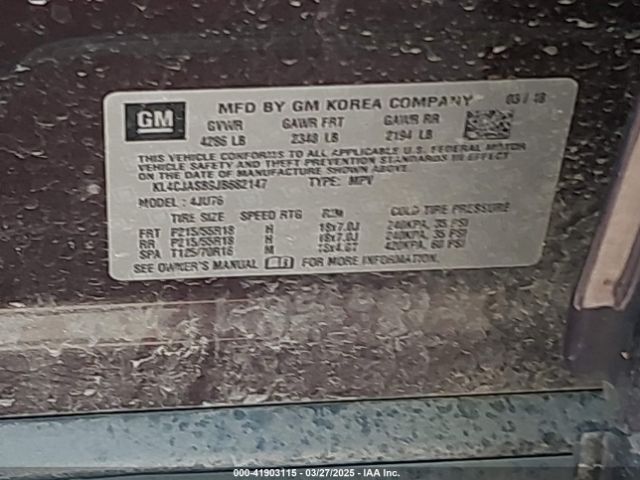 GM
MFD BY GM KOREA COMPANY 03 / 18
GVWR GAWR FRT GAWR RR
4286 LB 2348 LB 2194 LB
THIS VEHICLE CONFORMS TO ALL APPLICABLE U.S. FEDERAL MOTOR
VEHICLE SAFETY AND THEFT PREVENTION STANDARDS IN EFFECT
ON THE DATE OF MANUFACTURE SHOWN ABOVE.
TYPE: MPV
MODEL: 4JU76
TIRE SIZE SPEED RTG RIM COLD TIRE PRESSURE
FRT P215/55R18 H 18x7.0J 240KPA, 35 PSI
RR P215/55R18 H 18x7.0J 240KPA, 35 PSI
SPA T125/70R16 M 420KPA, 60 PSI
SEE OWNER'S MANUAL FOR MORE INFORMATION.
000-41903115 - 03/27/2025 - IAA Inc.